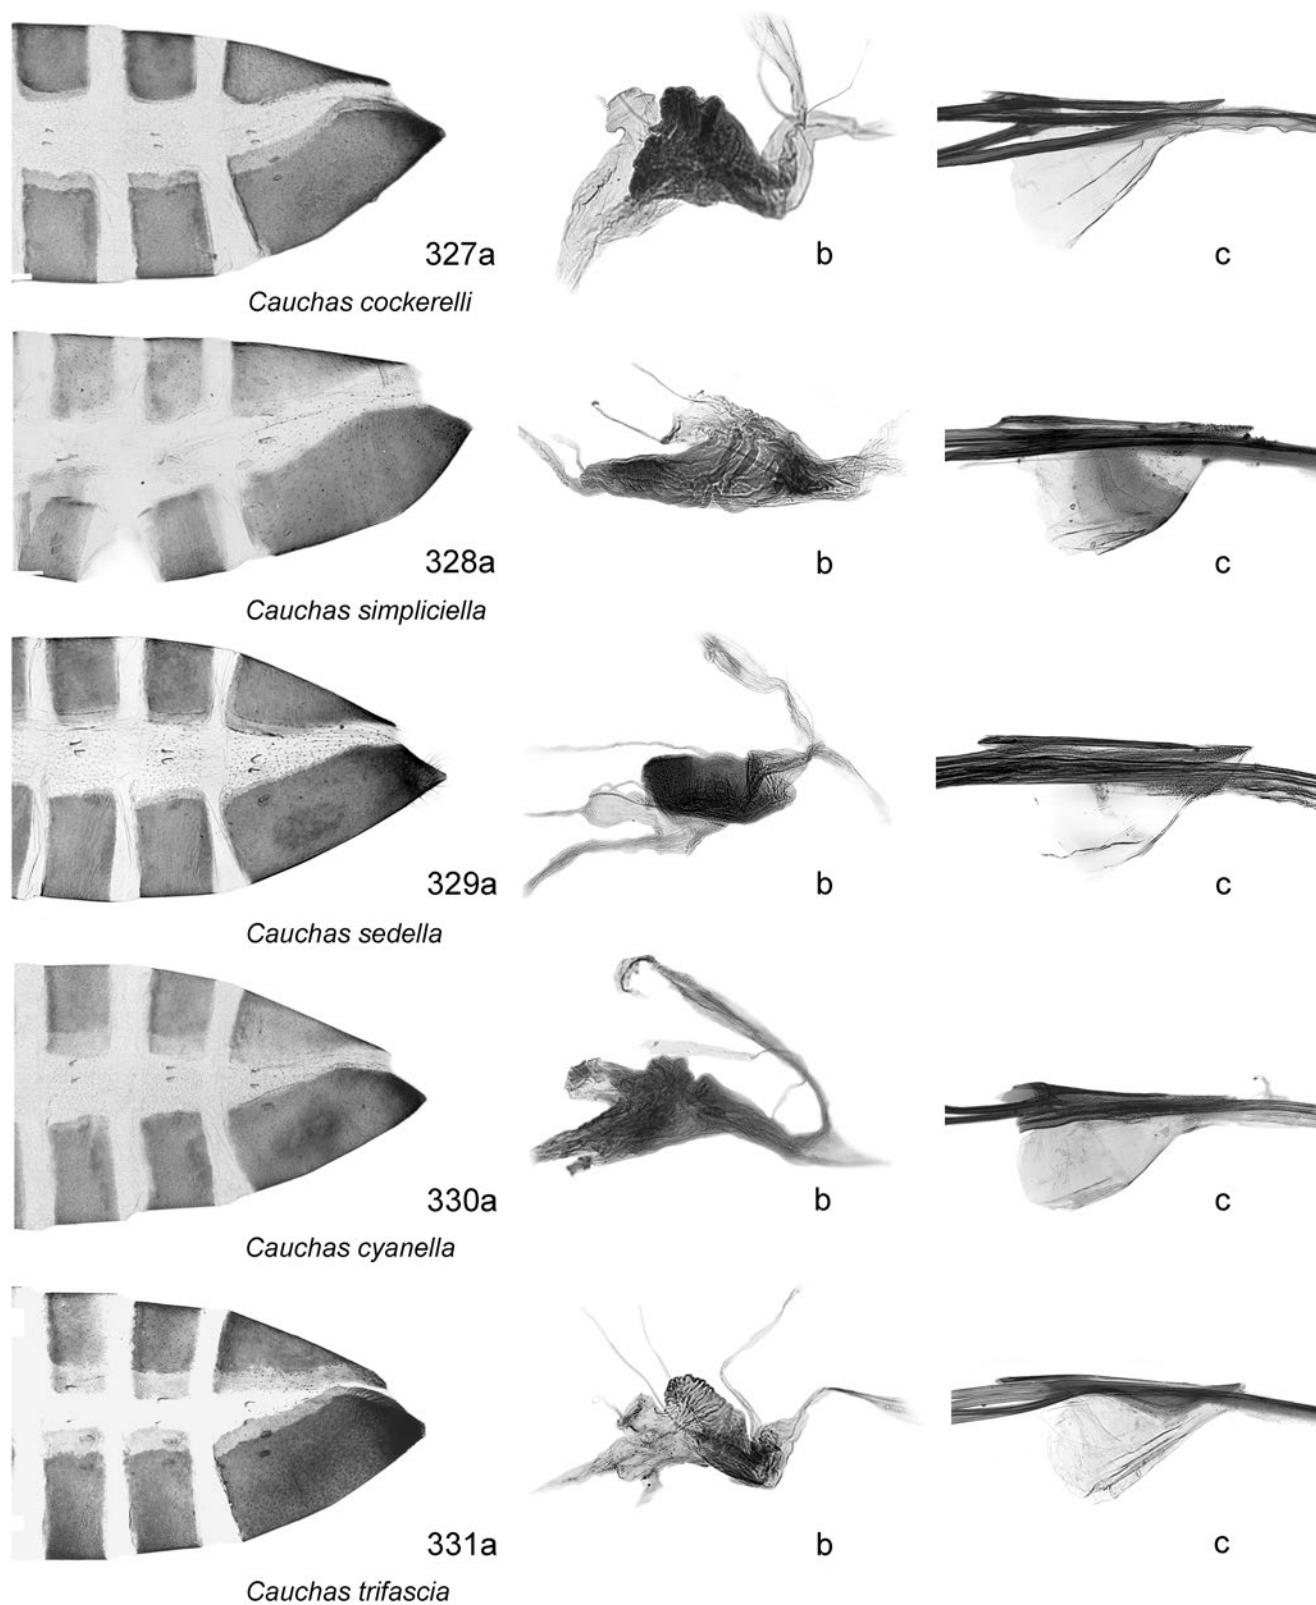 327a b c
Cauchas cockerelli
328a b c
Cauchas simpliciella
329a b c
Cauchas sedella
330a b c
Cauchas cyanella
331a b c
Cauchas trifascia